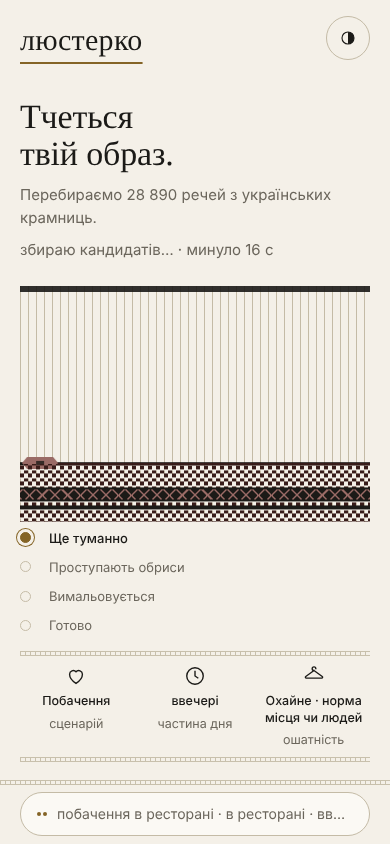 люстерко
Тчеться
твій образ.
Перебираємо 28 890 речей з українських
крамниць.
збираю кандидатів... · минуло 16 с
Ще туманно
Проступають обриси
Вимальовується
Готово
Побачення
сценарій
ввечері
частина дня
Охайне · норма
місця чи людей
ошатність
побачення в ресторані · в ресторані · вв...